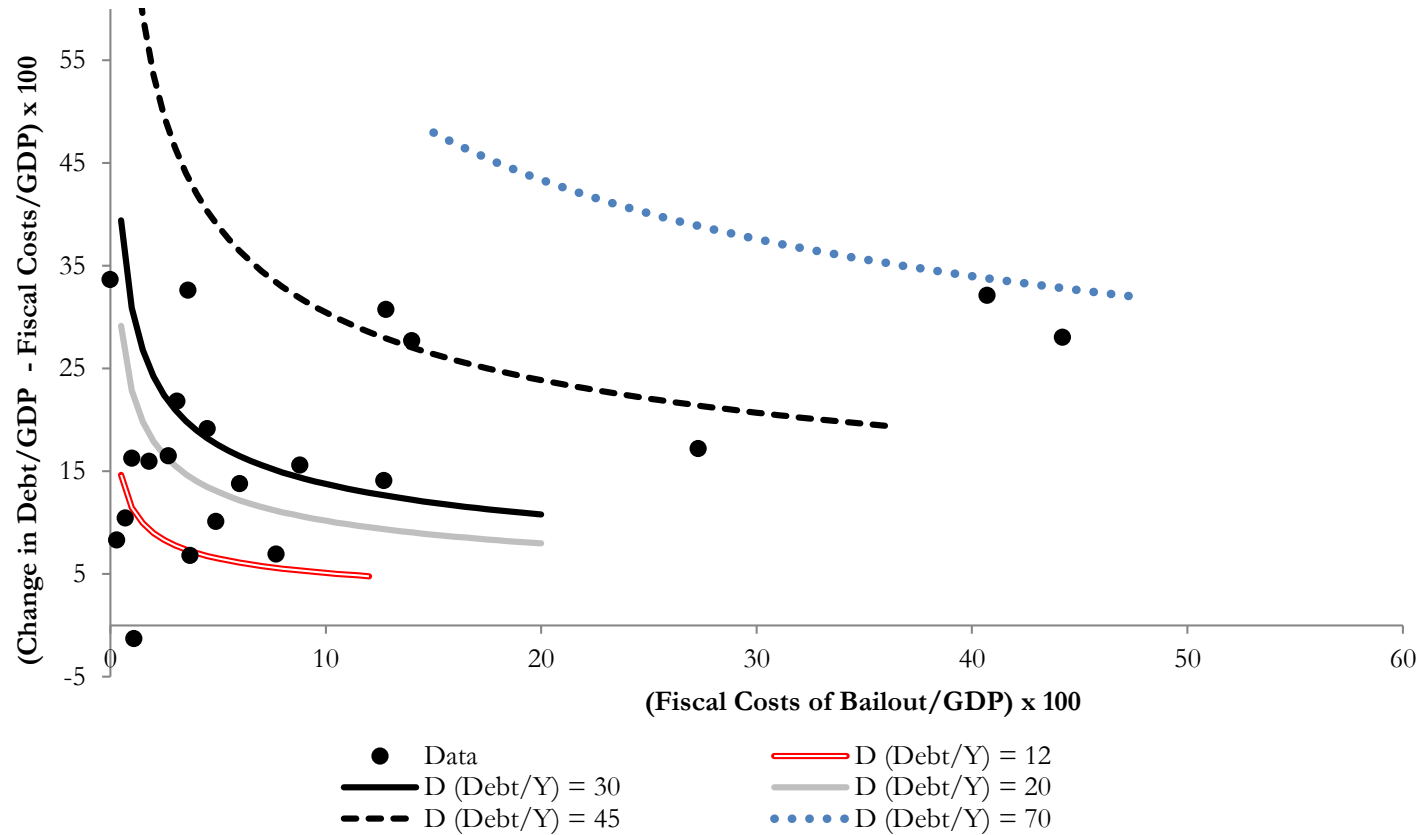 (Change in Debt/GDP - Fiscal Costs/GDP) x 100
55
45
35
25
15
5
-5
0
10
20
30
40
50
60
(Fiscal Costs of Bailout/GDP) x 100
Data
D (Debt/Y) = 12
D (Debt/Y) = 30
D (Debt/Y) = 20
D (Debt/Y) = 45
D (Debt/Y) = 70